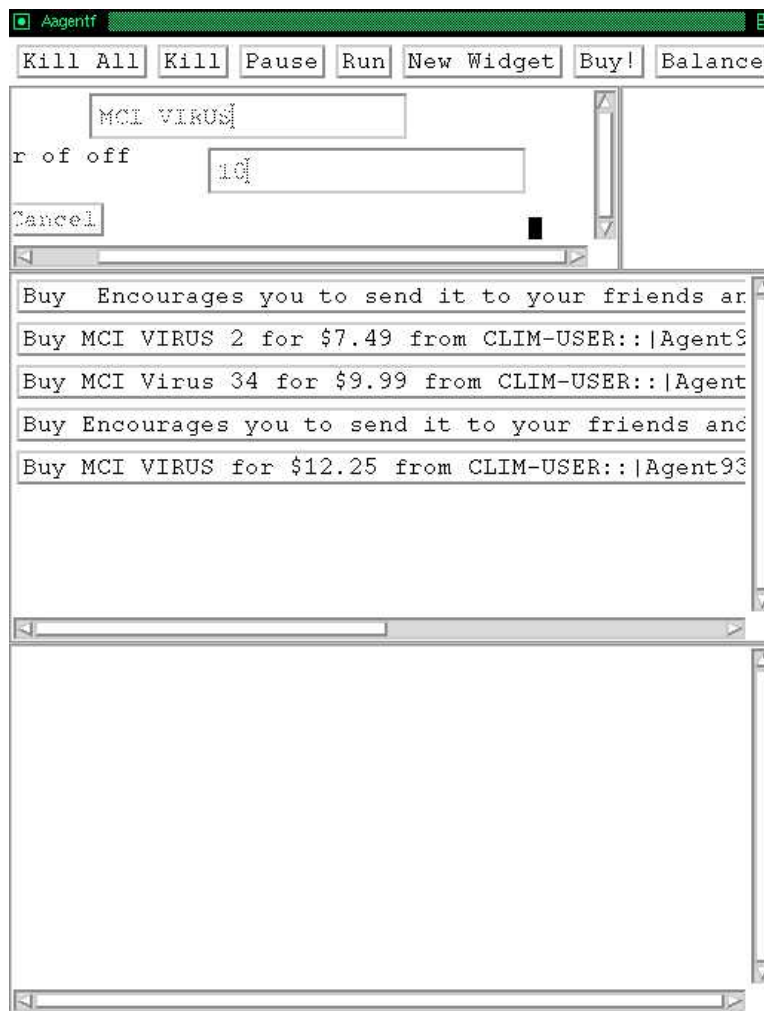 Aagentf
Kill All Kill Pause Run New Widget Buy! Balance
MCI VIRUS
r of off 10
Cancel
Buy Encourages you to send it to your friends an
Buy MCI VIRUS 2 for $7.49 from CLIM-USER::|Agent9
Buy MCI Virus 34 for $9.99 from CLIM-USER::|Agent
Buy Encourages you to send it to your friends and
Buy MCI VIRUS for $12.25 from CLIM-USER::|Agent93